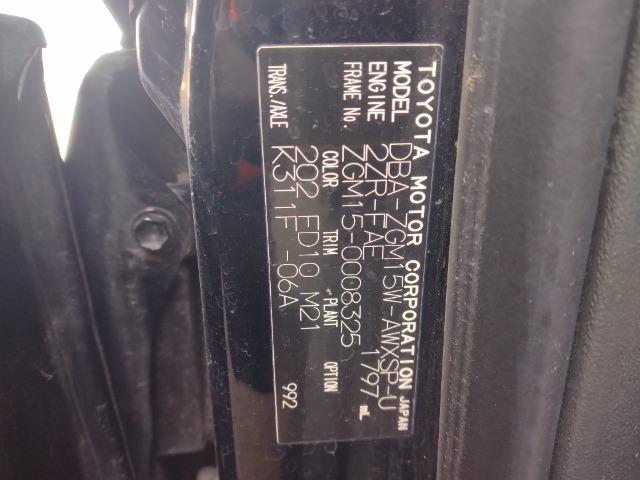 TOYOTA MOTOR CORPORATION JAPAN
MODEL DBA-ZGM15W-AWXSP-U
ENGINE 2ZR-FAE 1797 mL
FRAME No. ZGM15-0008325
COLOR TRIM PLANT OPTION
202 FD10 M21
TRANS./AXLE K311F -06A 992